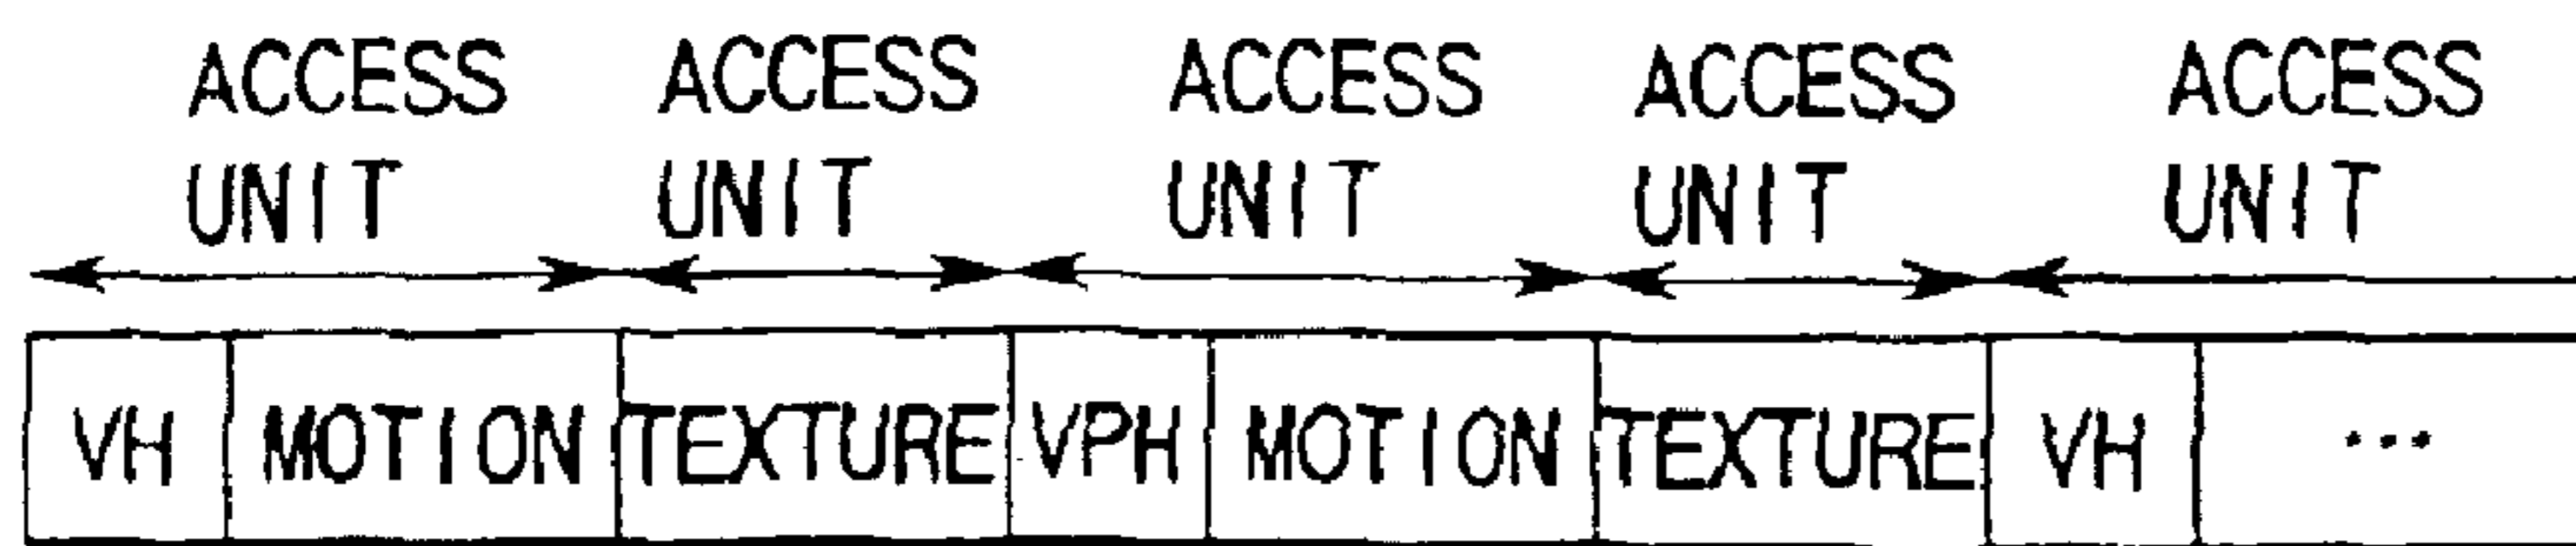 ACCESS ACCESS ACCESS ACCESS ACCESS
UNIT UNIT UNIT UNIT UNIT
VH MOTION TEXTURE VPH MOTION TEXTURE VH ...